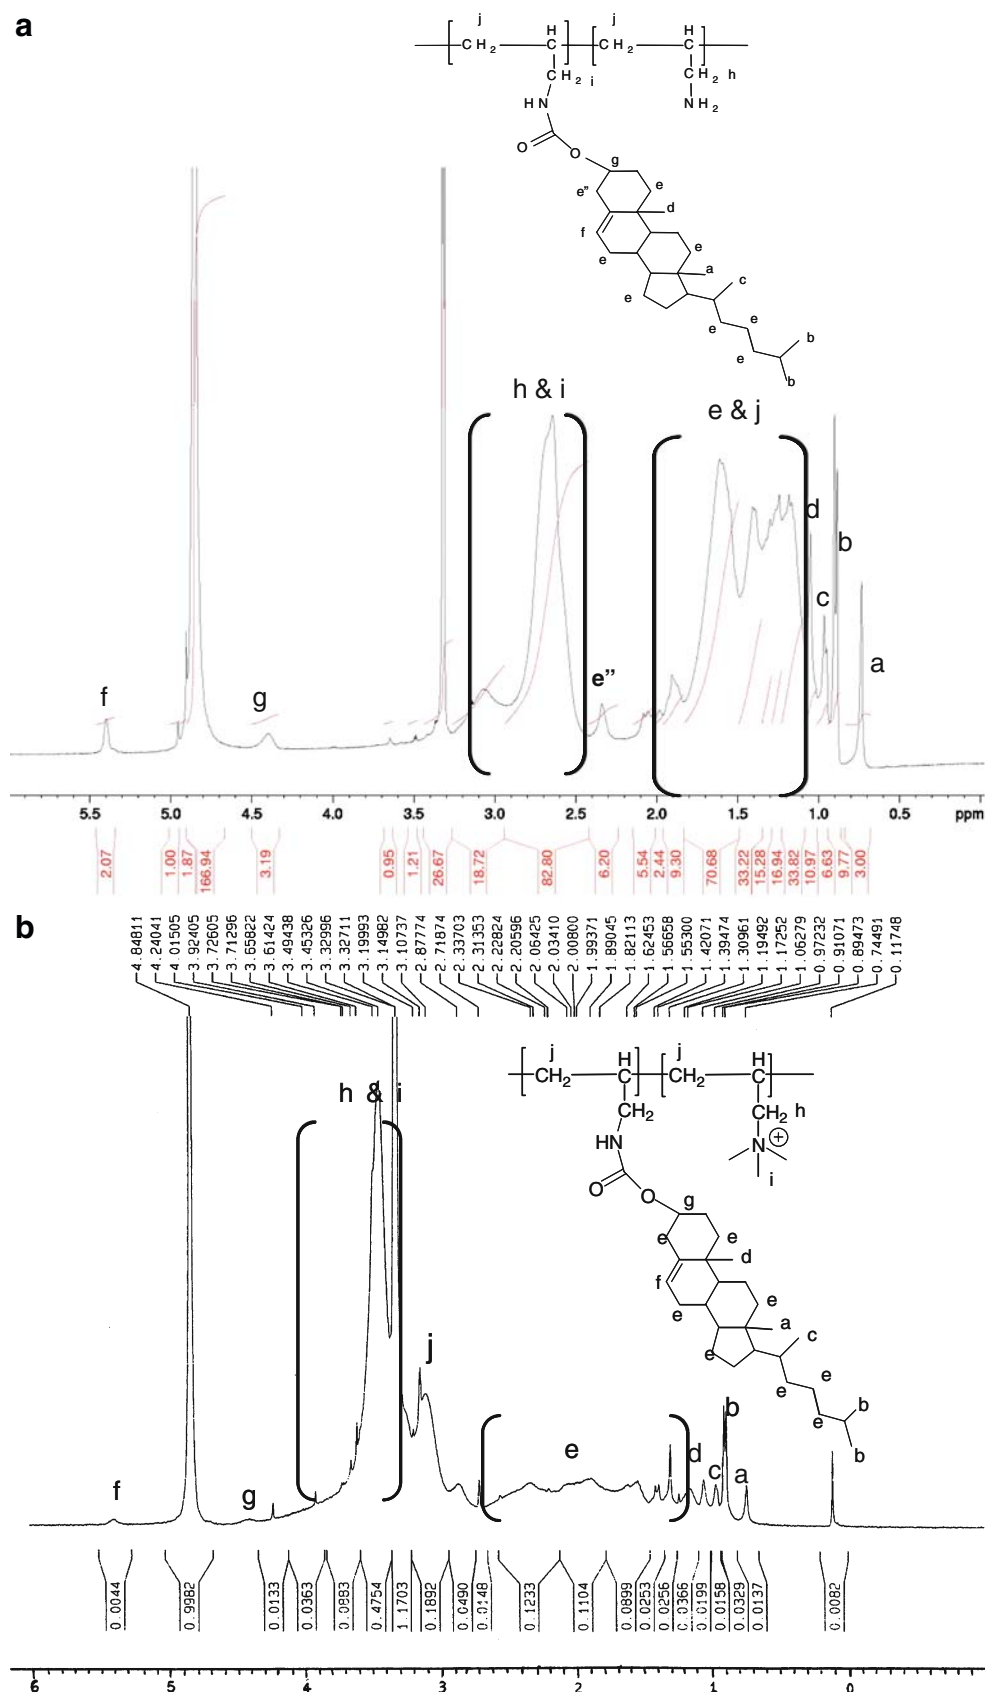 a
j j
CH2 H CH2 H
CH2 i CH2 h
HN NH2
O O g
e" e
d
f
e e
a
c
e
e e
b
e
b
h & i
e & j
d
b
c
e"
a
f
g
5.5 5.0 4.5 4.0 3.5 3.0 2.5 2.0 1.5 1.0 0.5 ppm
2.07 1.00 1.87 166.94 3.19 0.95 1.21 26.67 18.72 82.80 6.20 5.54 2.44 9.30 70.68 33.22 15.28 16.94 33.82 10.97 6.63 9.77 3.00
b
4.84811 4.24041 4.01505 3.92405 3.72605 3.71296 3.65822 3.61424 3.49438 3.45326 3.32996 3.32711 3.19993 3.14982 3.10737 2.87774 2.71874 2.33703 2.31353 2.22824 2.20596 2.06425 2.03410 2.00800 1.99371 1.89045 1.82113 1.62453 1.56658 1.55300 1.42071 1.39474 1.30961 1.19492 1.17252 1.06279 0.97232 0.91071 0.89473 0.74491 0.11748
j j
CH2 H CH2 H
h & i
CH2 CH2 h
HN N +
i
O O g
e e
d
f
e e
a
c
e
e
e
b
e
b
j
b
e
d
c a
f
g
0.0044 0.9982 0.0133 0.0363 0.0883 0.4754 1.1703 0.1892 0.0490 0.0148 0.1233 0.1104 0.0899 0.0253 0.0256 0.0366 0.0199 0.0158 0.0329 0.0137 0.0082
6 5 4 3 2 1 0